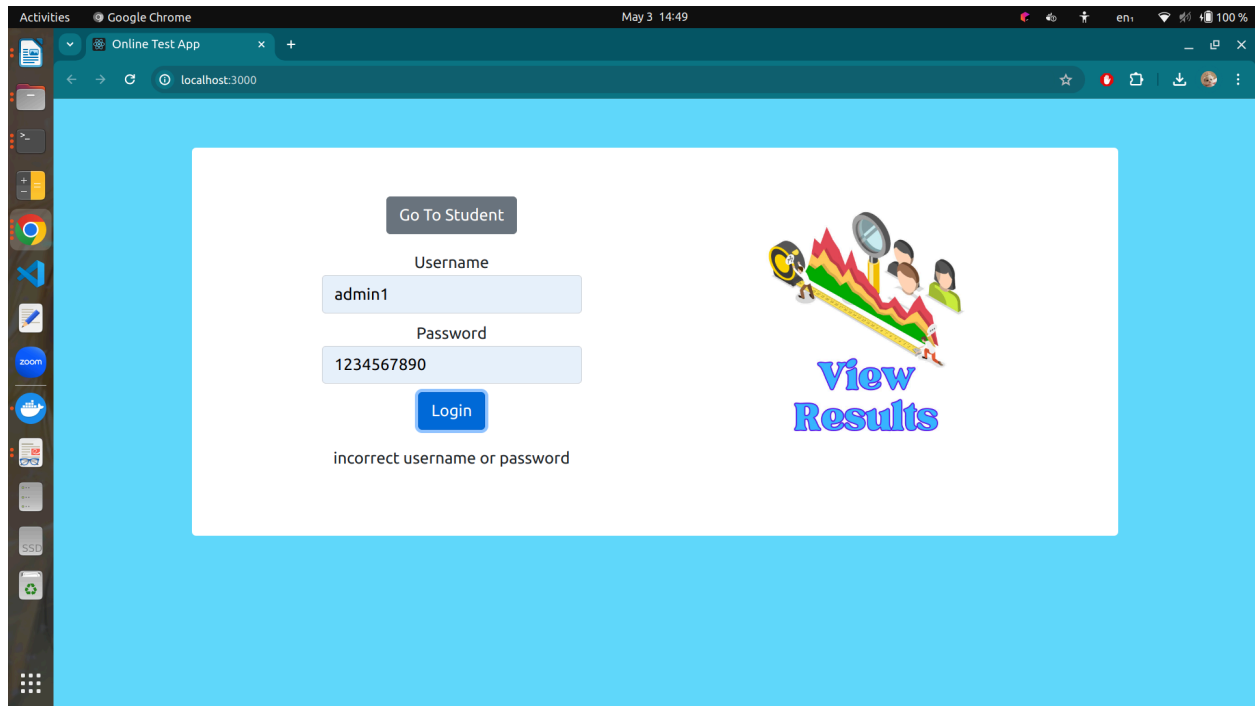 Activities Google Chrome May 3 14:49 en₁ 100 %
Online Test App
localhost:3000
Go To Student
Username
admin1
Password
1234567890
Login
incorrect username or password
View
Results
zoom
SSD